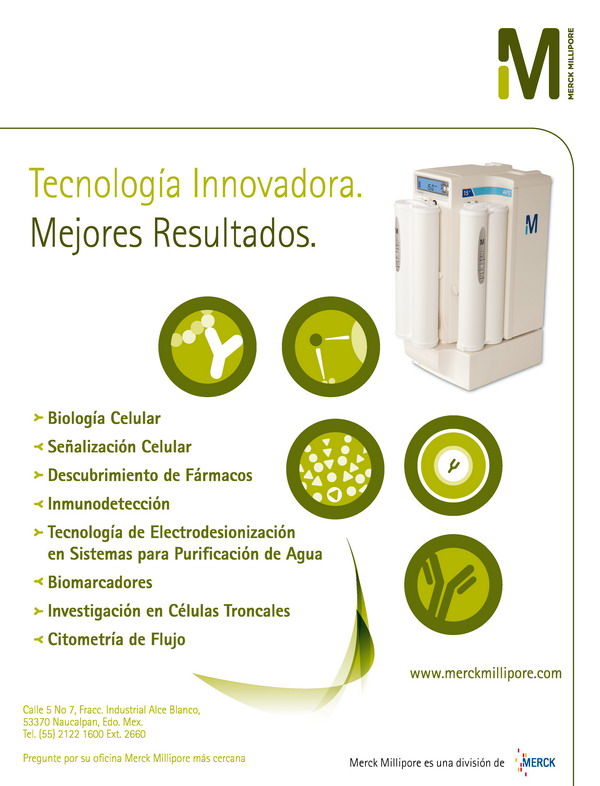 M
MERCK MILLIPORE
Tecnología Innovadora.
Mejores Resultados.
M
Biología Celular
Señalización Celular
Descubrimiento de Fármacos
Inmunodetección
Tecnología de Electrodesionización
en Sistemas para Purificación de Agua
Biomarcadores
Investigación en Células Troncales
Citometría de Flujo
www.merckmillipore.com
Calle 5 No 7, Fracc. Industrial Alce Blanco,
53370 Naucalpan, Edo. Mex.
Tel. (55) 2122 1600 Ext. 2660
Pregunte por su oficina Merck Millipore más cercana
Merck Millipore es una división de
MERCK